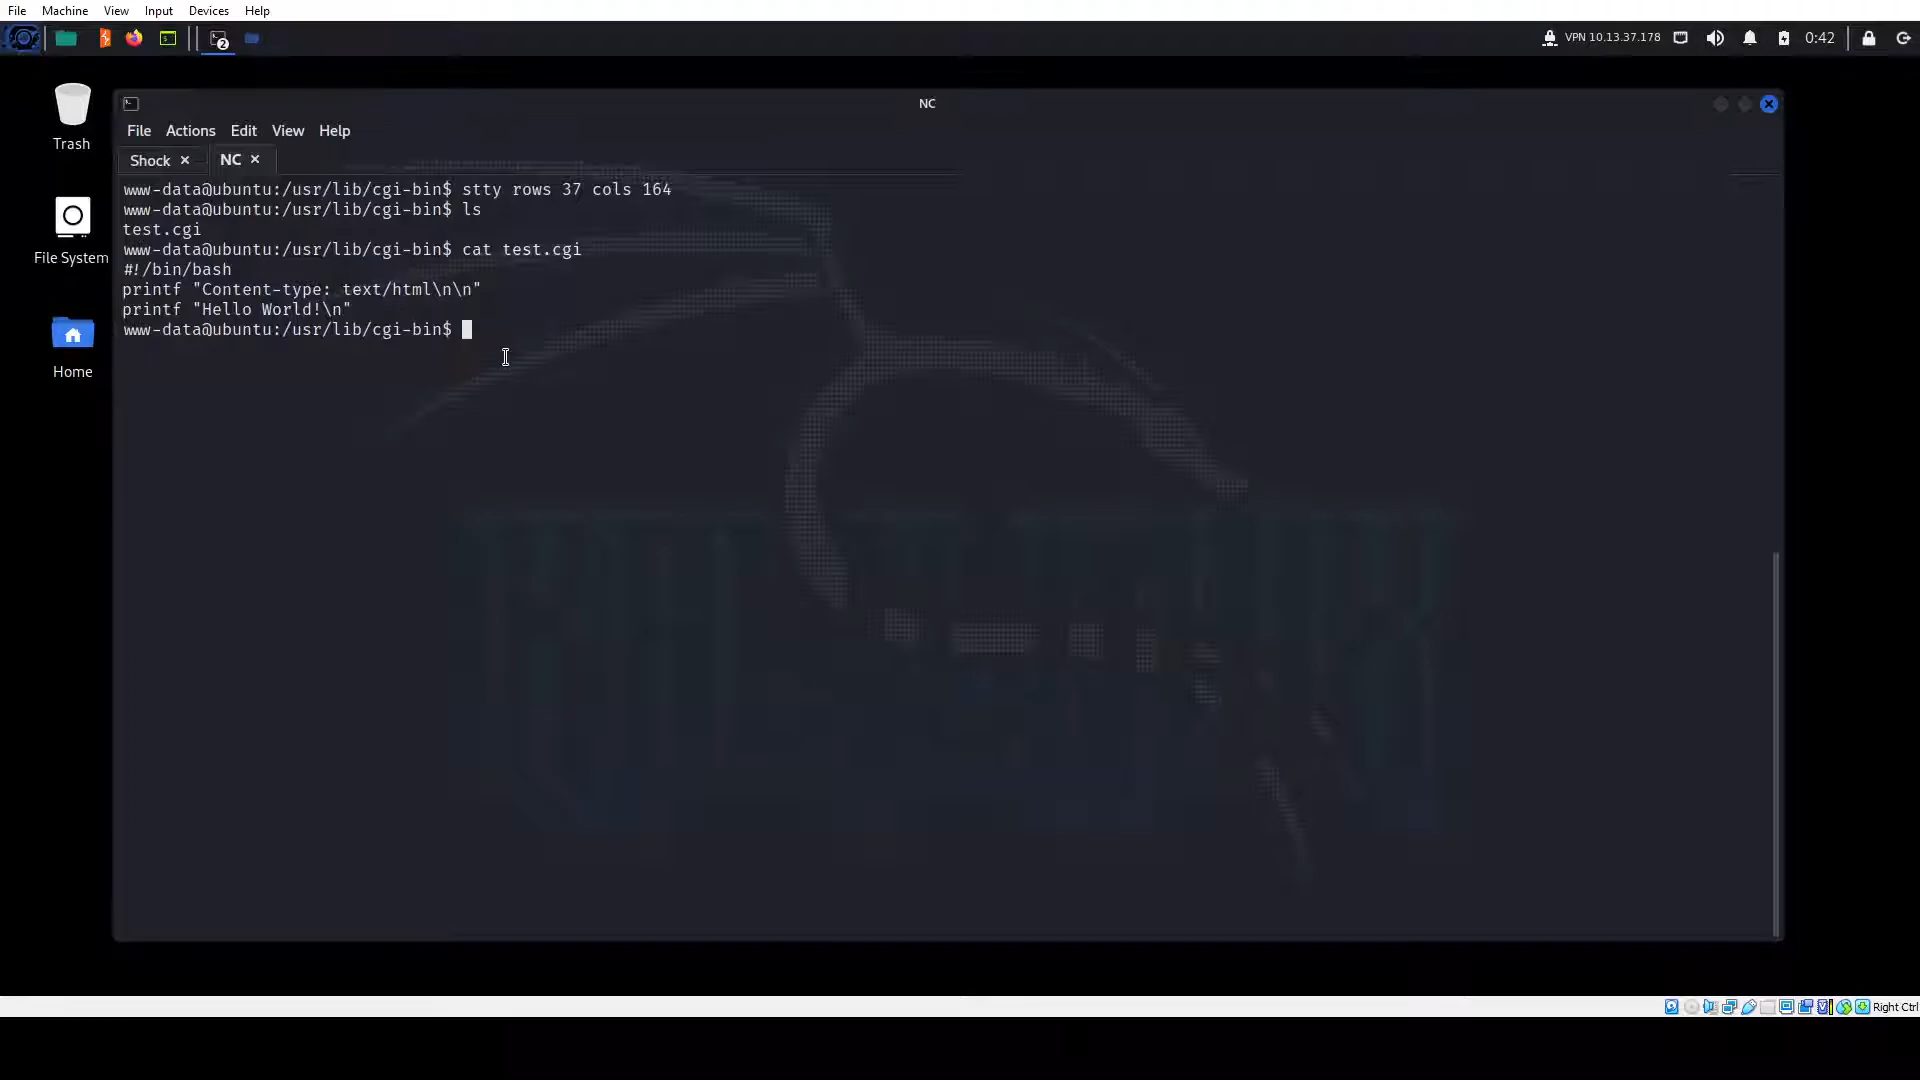 File Machine View Input Devices Help
2 VPN 10.13.37.178 0:42
Trash
File System
Home
NC
File Actions Edit View Help
Shock NC
www-data@ubuntu:/usr/lib/cgi-bin$ stty rows 37 cols 164
www-data@ubuntu:/usr/lib/cgi-bin$ ls
test.cgi
www-data@ubuntu:/usr/lib/cgi-bin$ cat test.cgi
#!/bin/bash
printf "Content-type: text/html\n\n"
printf "Hello World!\n"
www-data@ubuntu:/usr/lib/cgi-bin$
Right Ctrl